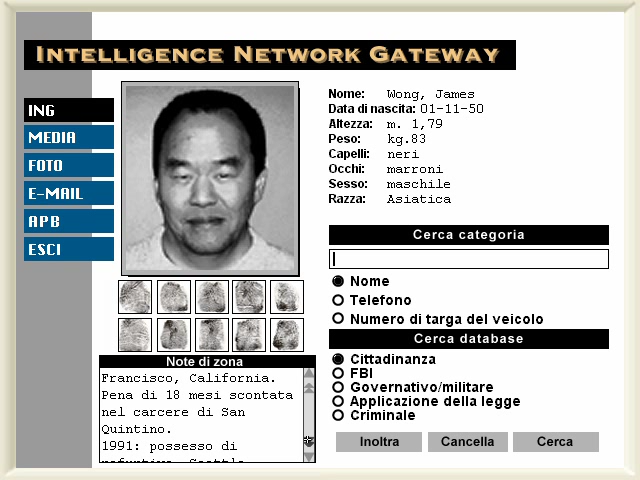 INTELLIGENCE NETWORK GATEWAY
ING
MEDIA
FOTO
E-MAIL
APB
ESCI
Nome: Wong, James
Data di nascita: 01-11-50
Altezza: m. 1,79
Peso: kg.83
Capelli: neri
Occhi: marroni
Sesso: maschile
Razza: Asiatica
Cerca categoria
Nome
Telefono
Numero di targa del veicolo
Cerca database
Cittadinanza
FBI
Governativo/militare
Applicazione della legge
Criminale
Inoltra Cancella Cerca
Note di zona
Francisco, California.
Pena di 18 mesi scontata
nel carcere di San
Quintino.
1991: possesso di